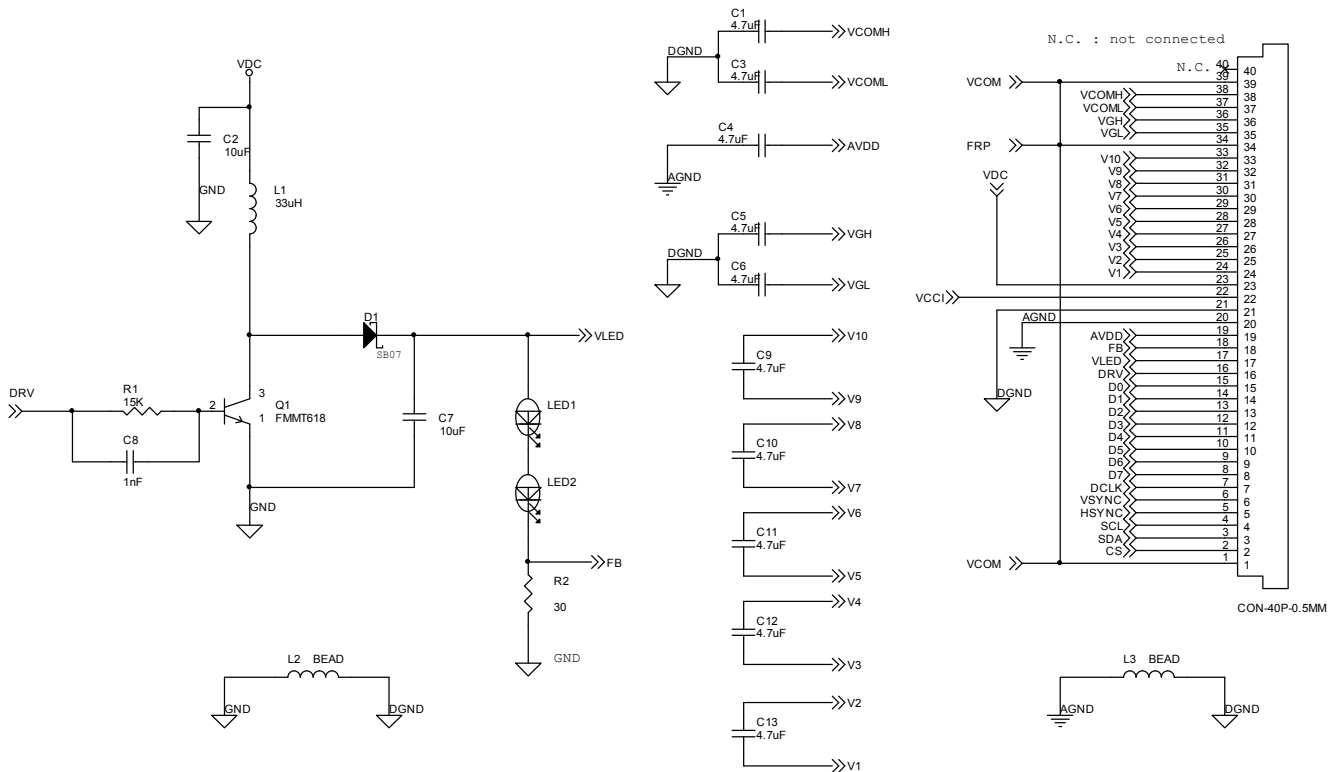 VDC
C2
10uF
GND
L1
33uH
D1
SB07
VLED
DRV
R1
15K
C8
1nF
2
3
1
Q1
FMMT618
GND
C7
10uF
LED1
LED2
FB
R2
30
GND
L2 BEAD
GND
DGND
C1
4.7uF
VCOMH
DGND
C3
4.7uF
VCOML
C4
4.7uF
AVDD
AGND
C5
4.7uF
VGH
DGND
C6
4.7uF
VGL
V10
C9
4.7uF
V9
V8
C10
4.7uF
V7
V6
C11
4.7uF
V5
V4
C12
4.7uF
V3
V2
C13
4.7uF
V1
N.C. : not connected
N.C. 40 40
VCOM 39 39
VCOMH 38 38
VCOML 37 37
VGH 36 36
VGL 35 35
FRP 34 34
V10 33 33
V9 32 32
VDC
V8 31 31
V7 30 30
V6 29 29
V5 28 28
V4 27 27
V3 26 26
V2 25 25
V1 24 24
23 23
VCCI 22 22
21 21
AGND 20 20
AVDD 19 19
FB 18 18
VLED 17 17
DRV 16 16
D0 15 15
DGND
D1 14 14
D2 13 13
D3 12 12
D4 11 11
D5 10 10
D6 9 9
D7 8 8
DCLK 7 7
VSYNC 6 6
HSYNC 5 5
SCL 4 4
SDA 3 3
CS 2 2
VCOM 1 1
CON-40P-0.5MM
L3 BEAD
AGND
DGND